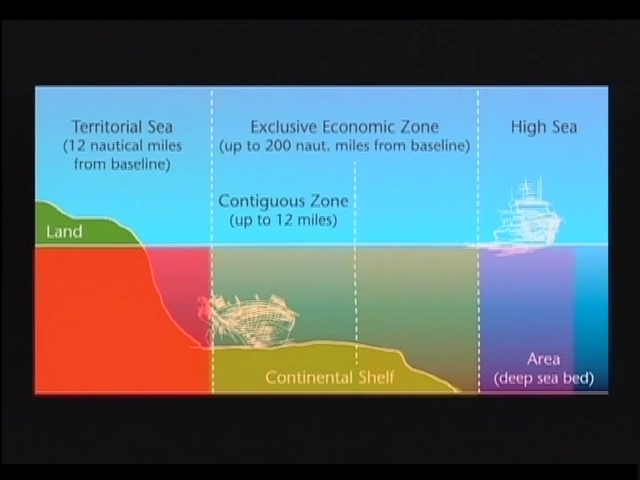 Territorial Sea
(12 nautical miles
from baseline)
Exclusive Economic Zone
(up to 200 naut. miles from baseline)
High Sea
Contiguous Zone
(up to 12 miles)
Land
Continental Shelf
Area
(deep sea bed)